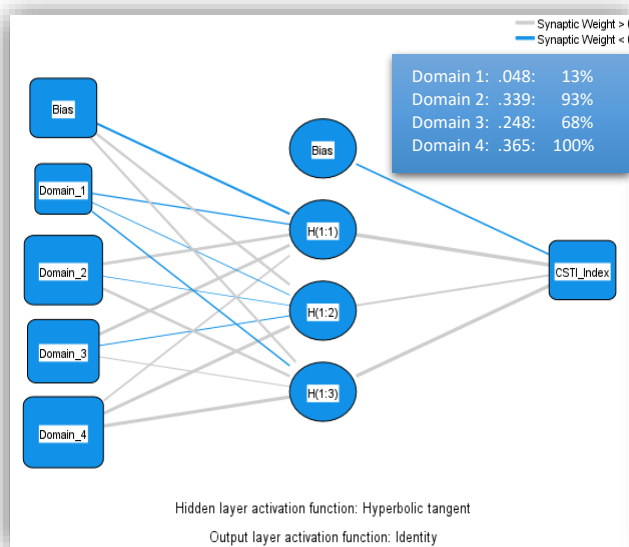 Synaptic Weight >
Synaptic Weight <
Domain 1: .048: 13%
Domain 2: .339: 93%
Domain 3: .248: 68%
Domain 4: .365: 100%
Bias
Bias
Domain_1
H(1:1)
Domain_2
CSTI_Index
H(1:2)
Domain_3
H(1:3)
Domain_4
Hidden layer activation function: Hyperbolic tangent
Output layer activation function: Identity